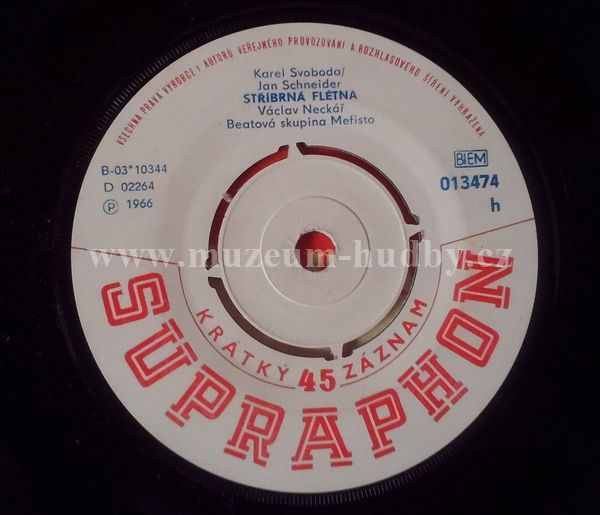 VŠECHNA PRÁVA VÝROBCE I AUTORŮ VEŘEJNÉHO PROVOZOVÁNÍ A ROZHLASOVÉHO ŠÍŘENÍ VYHRAŽENA
Karel Svoboda/
Jan Schneider
STŘÍBRNÁ FLÉTNA
Václav Neckář
Beatová skupina Mefisto
B-03*10344
D 02264
Ⓟ 1966
BIEM
013474
h
www.muzeum-hudby.cz
KRÁTKÝ 45 ZÁZNAM
SUPRAPHON